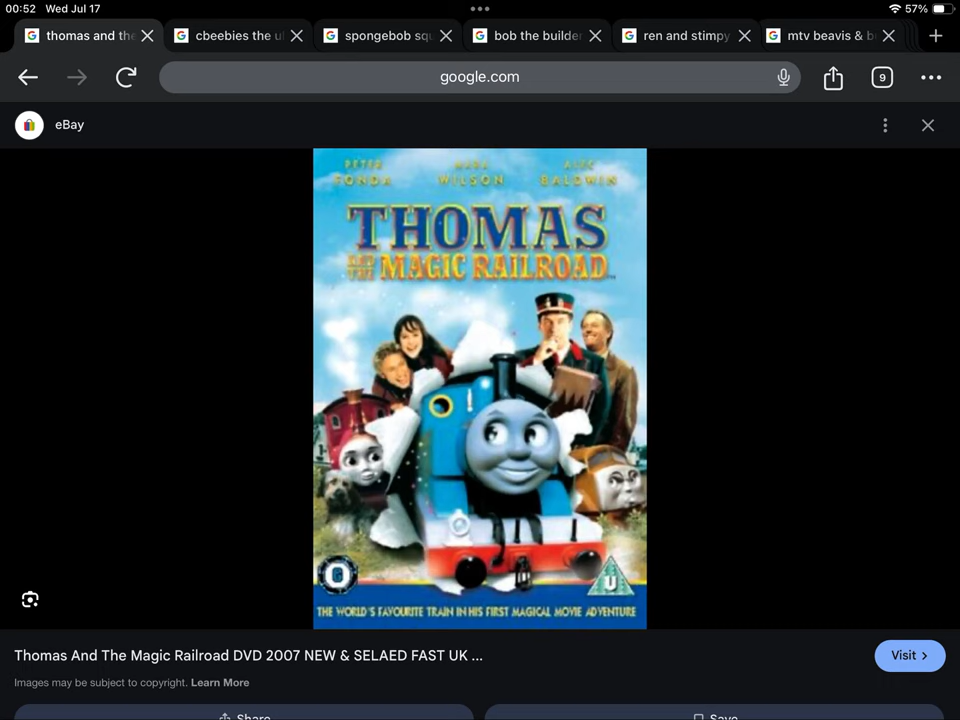 00:52 Wed Jul 17
57%
thomas and the
cbeebies the u
spongebob squ
bob the builder
ren and stimpy
mtv beavis & b
google.com
9
eBay
PETER
FONDA
MARA
WILSON
ALEC
BALDWIN
THOMAS
AND THE MAGIC RAILROAD
U
THE WORLD'S FAVOURITE TRAIN IN HIS FIRST MAGICAL MOVIE ADVENTURE
Thomas And The Magic Railroad DVD 2007 NEW & SELAED FAST UK ...
Visit
Images may be subject to copyright. Learn More
Share
Save